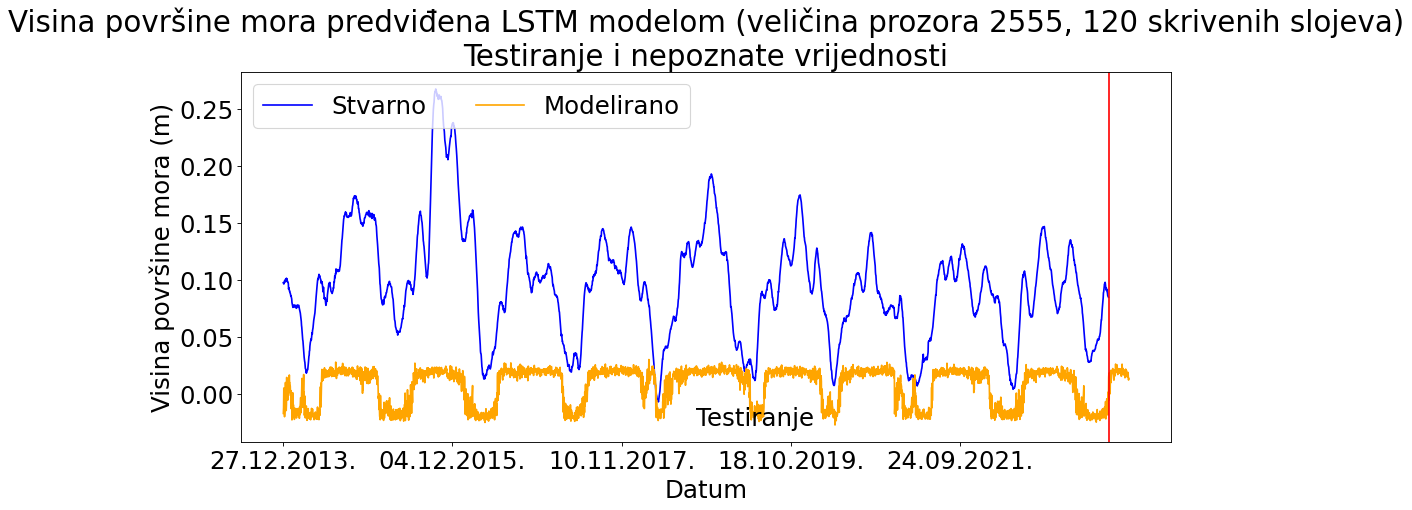 Visina površine mora predviđena LSTM modelom (veličina prozora 2555, 120 skrivenih slojeva)
Testiranje i nepoznate vrijednosti
Stvarno Modelirano
Visina površine mora (m)
0.25
0.20
0.15
0.10
0.05
0.00
Testiranje
27.12.2013. 04.12.2015. 10.11.2017. 18.10.2019. 24.09.2021.
Datum